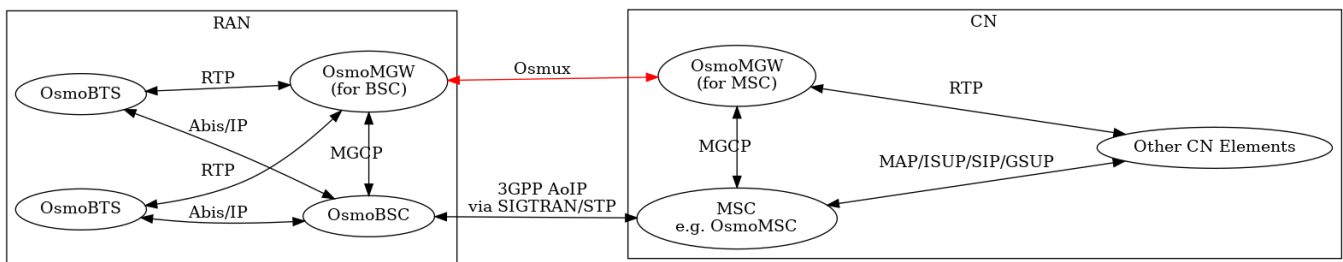 RAN
CN
OsmoBTS
RTP
OsmoMGW
(for BSC)
Osmux
OsmoMGW
(for MSC)
RTP
Abis/IP
MGCP
MGCP
Other CN Elements
RTP
MAP/ISUP/SIP/GSUP
OsmoBTS
Abis/IP
OsmoBSC
3GPP AoIP
via SIGTRAN/STP
MSC
e.g. OsmoMSC